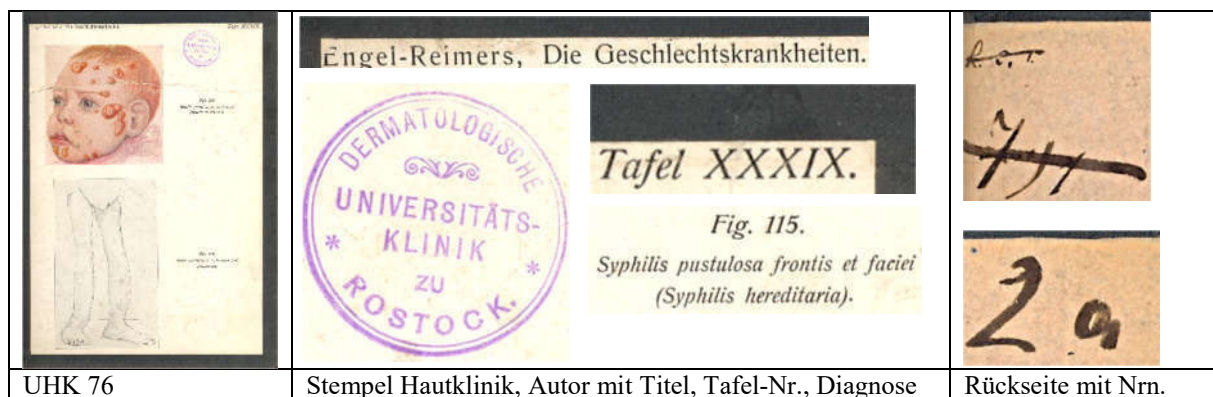 Engel-Reimers, Die Geschlechtskrankheiten.
DERMATOLOGISCHE
UNIVERSITÄTS-
KLINIK
ZU
* ROSTOCK. *
Tafel XXXIX.
Fig. 115.
Syphilis pustulosa frontis et faciei
(Syphilis hereditaria).
2 a
UHK 76
Stempel Hautklinik, Autor mit Titel, Tafel-Nr., Diagnose
Rückseite mit Nrn.